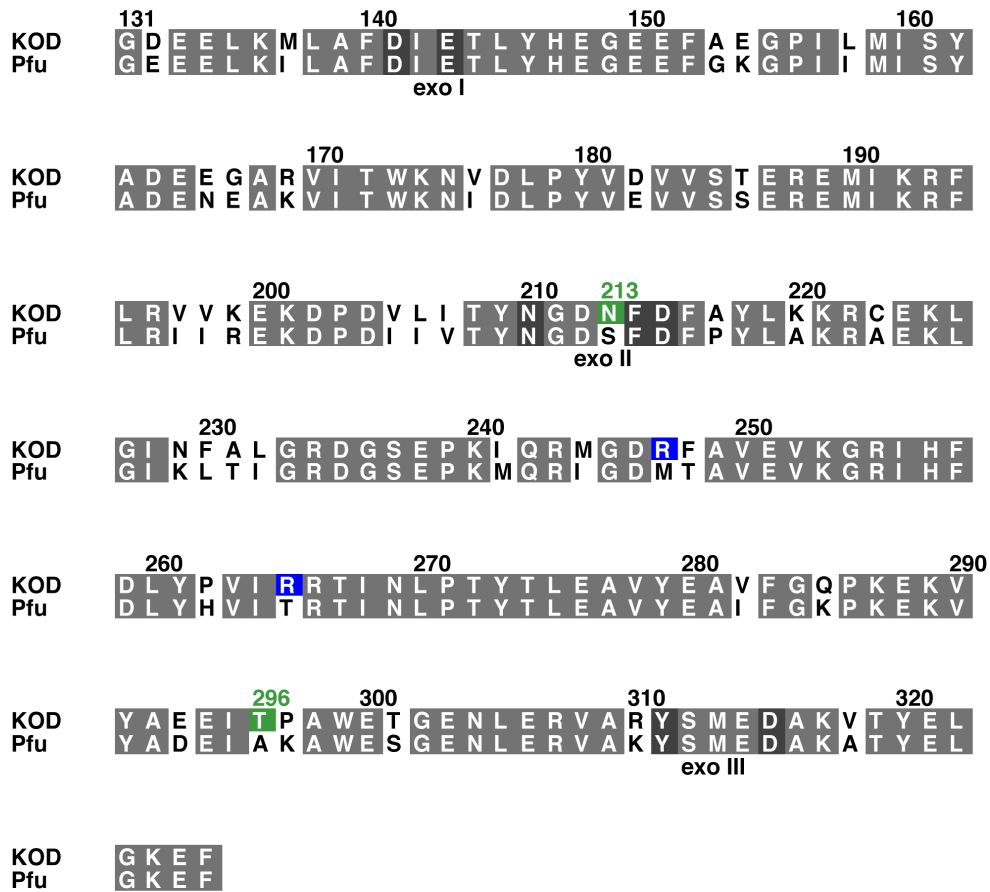 131 140 150 160
KOD G D E E L K M L A F D I E T L Y H E G E E F A E G P I L M I S Y
Pfu G E E E L K I L A F D I E T L Y H E G E E F G K G P I I M I S Y
exo I
170 180 190
KOD A D E E G A R V I T W K N V D L P Y V D V V S T E R E M I K R F
Pfu A D E N E A K V I T W K N I D L P Y V E V V S S E R E M I K R F
200 210 213 220
KOD L R V V K E K D P D V L I T Y N G D N F D F A Y L K K R C E K L
Pfu L R I I R E K D P D I I V T Y N G D S F D F P Y L A K R A E K L
exo II
230 240 250
KOD G I N F A L G R D G S E P K I Q R M G D R F A V E V K G R I H F
Pfu G I K L T I G R D G S E P K M Q R I G D M T A V E V K G R I H F
260 270 280 290
KOD D L Y P V I R R T I N L P T Y T L E A V Y E A V F G Q P K E K V
Pfu D L Y H V I T R T I N L P T Y T L E A V Y E A I F G K P K E K V
296 300 310 320
KOD Y A E E I T P A W E T G E N L E R V A R Y S M E D A K V T Y E L
Pfu Y A D E I A K A W E S G E N L E R V A K Y S M E D A K A T Y E L
exo III
KOD G K E F
Pfu G K E F